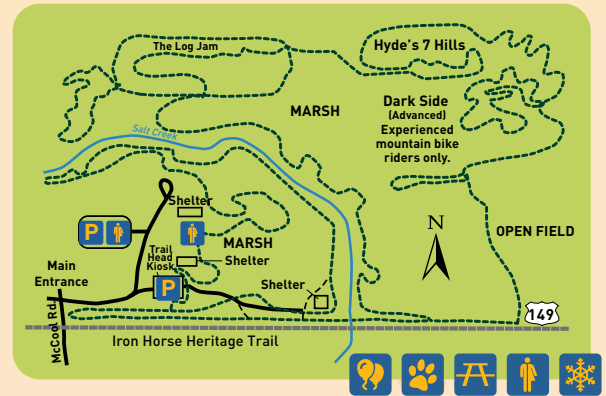 The Log Jam
Hyde's 7 Hills
MARSH
Dark Side
(Advanced)
Experienced
mountain bike
riders only.
Salt Creek
Shelter
P
MARSH
Trail
Head
Kiosk
Shelter
P
Main
Entrance
McCool Rd.
Shelter
N
OPEN FIELD
149
Iron Horse Heritage Trail